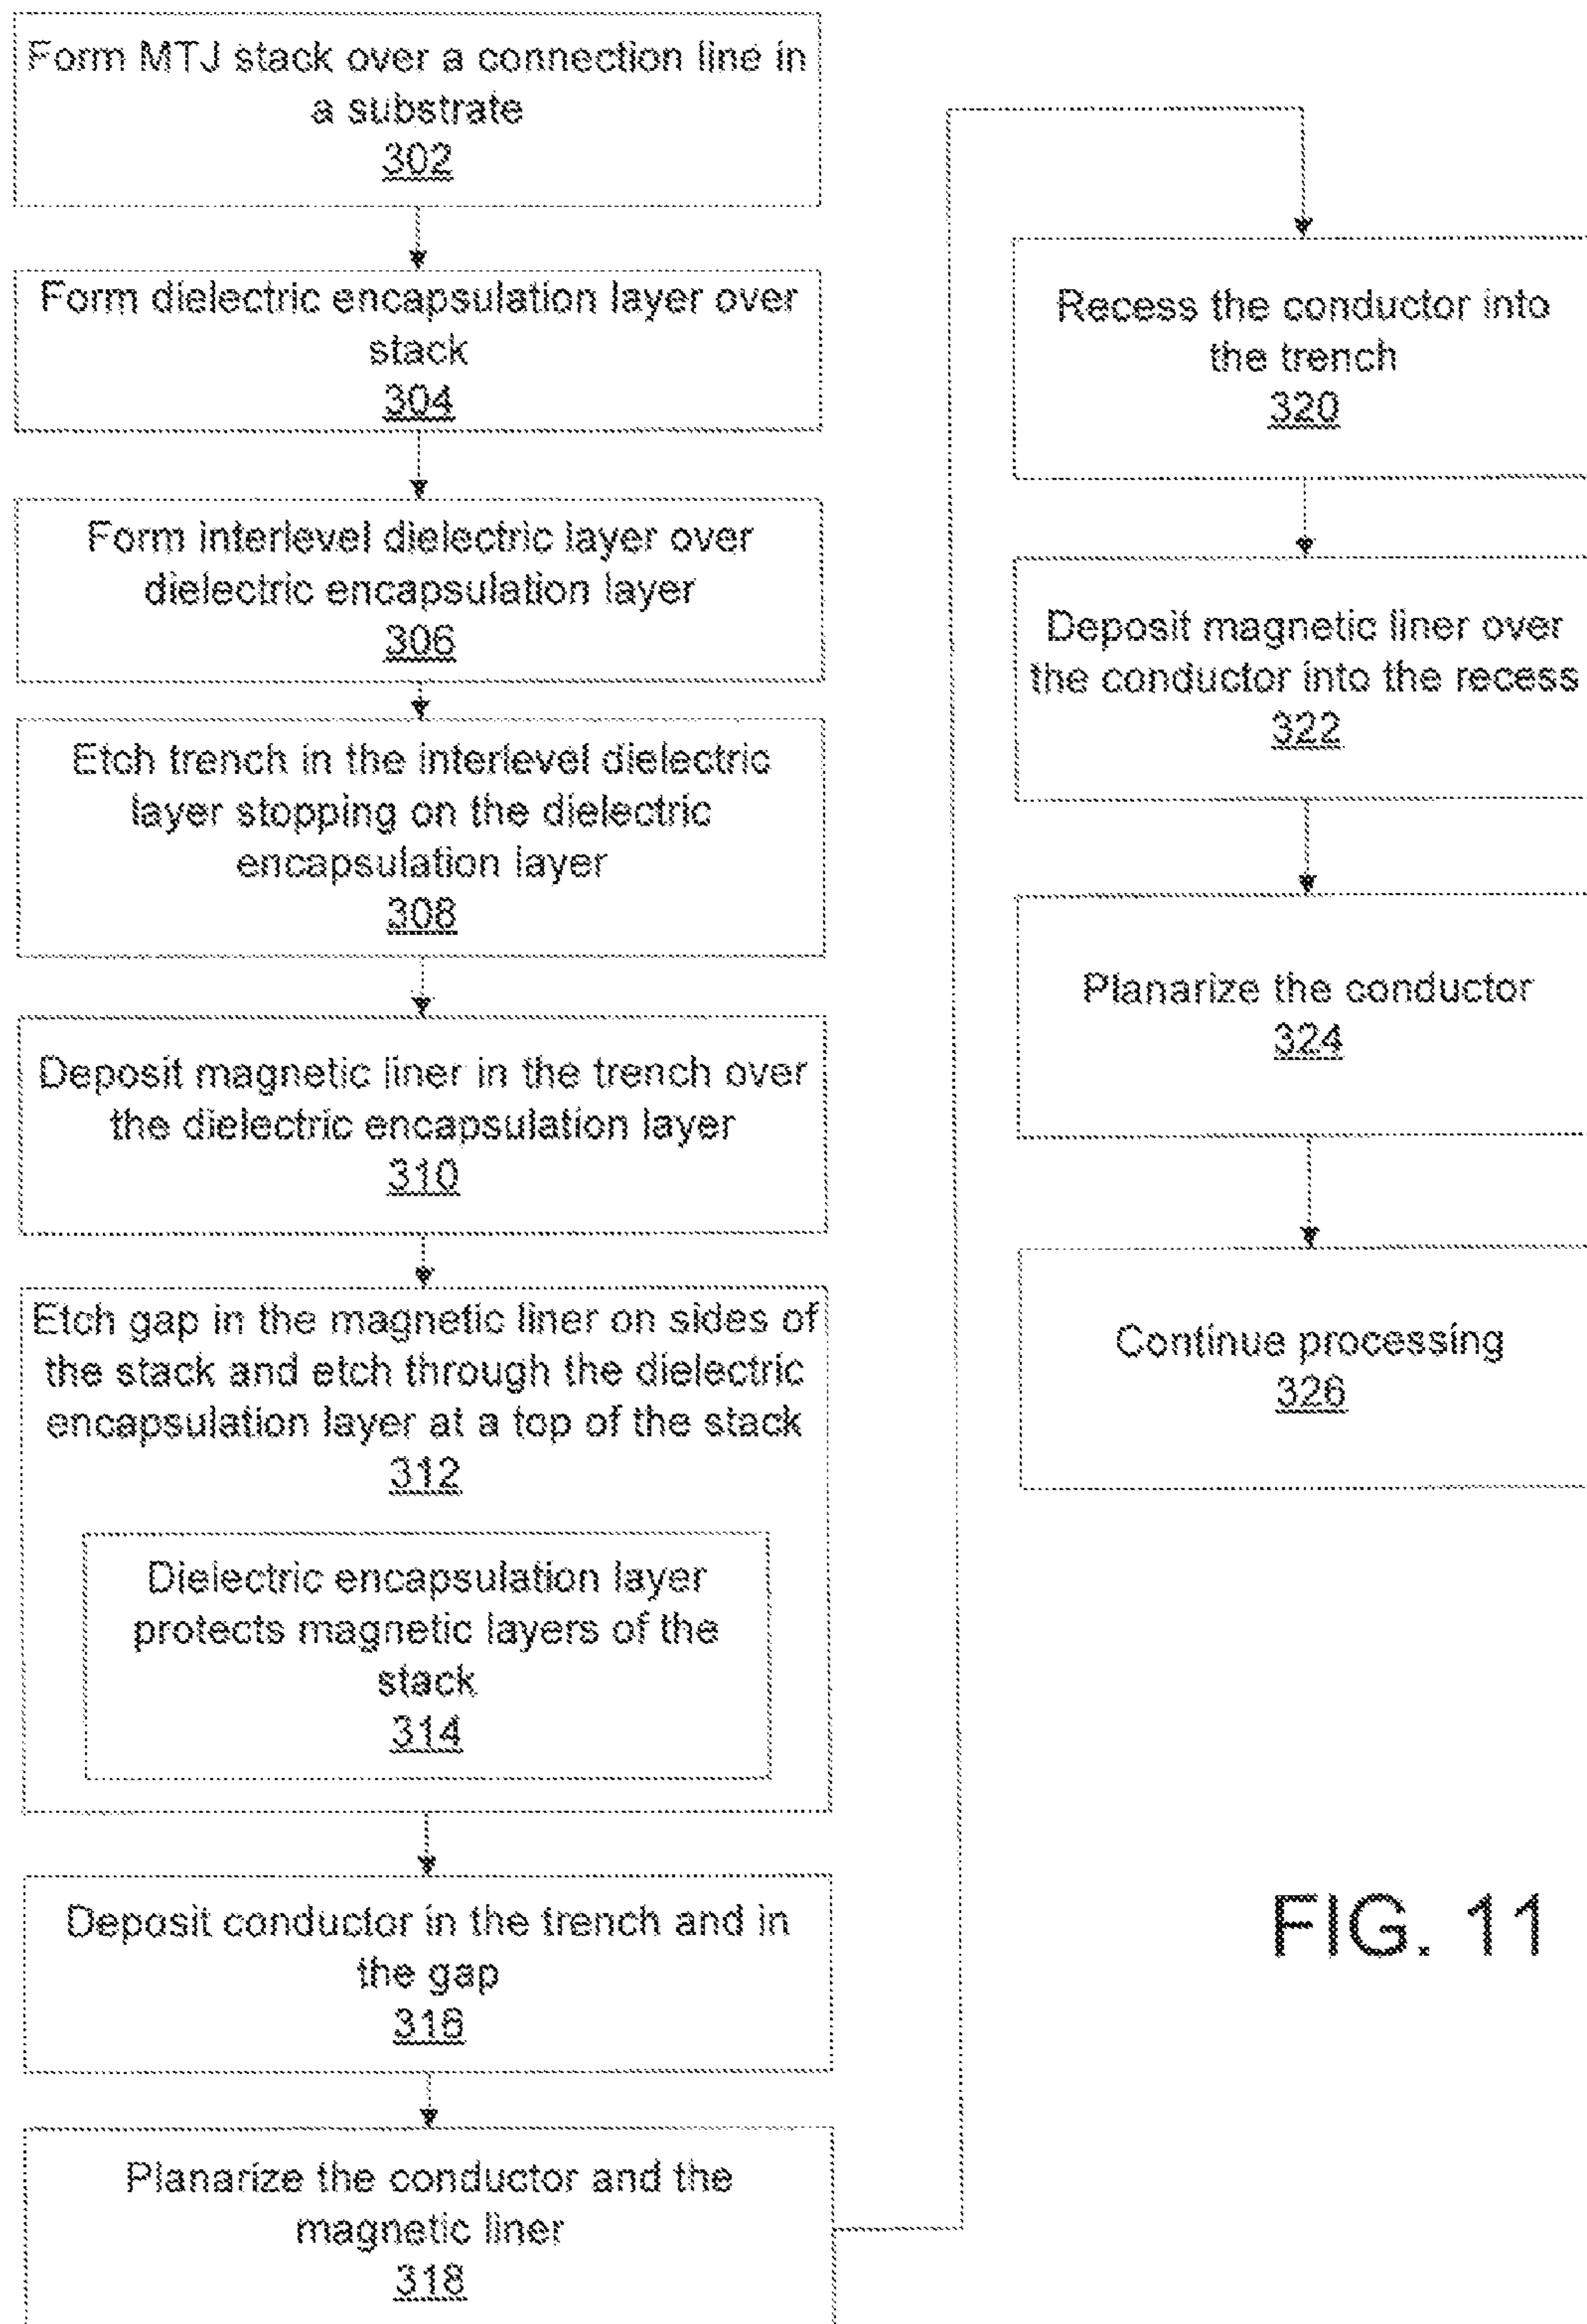 Form MTJ stack over a connection line in
a substrate
302
Form dielectric encapsulation layer over
stack
304
Form interlevel dielectric layer over
dielectric encapsulation layer
306
Etch trench in the interlevel dielectric
layer stopping on the dielectric
encapsulation layer
308
Deposit magnetic liner in the trench over
the dielectric encapsulation layer
310
Etch gap in the magnetic liner on sides of
the stack and etch through the dielectric
encapsulation layer at a top of the stack
312
Dielectric encapsulation layer
protects magnetic layers of the
stack
314
Deposit conductor in the trench and in
the gap
316
Planarize the conductor and the
magnetic liner
318
Recess the conductor into
the trench
320
Deposit magnetic liner over
the conductor into the recess
322
Planarize the conductor
324
Continue processing
326
FIG. 11